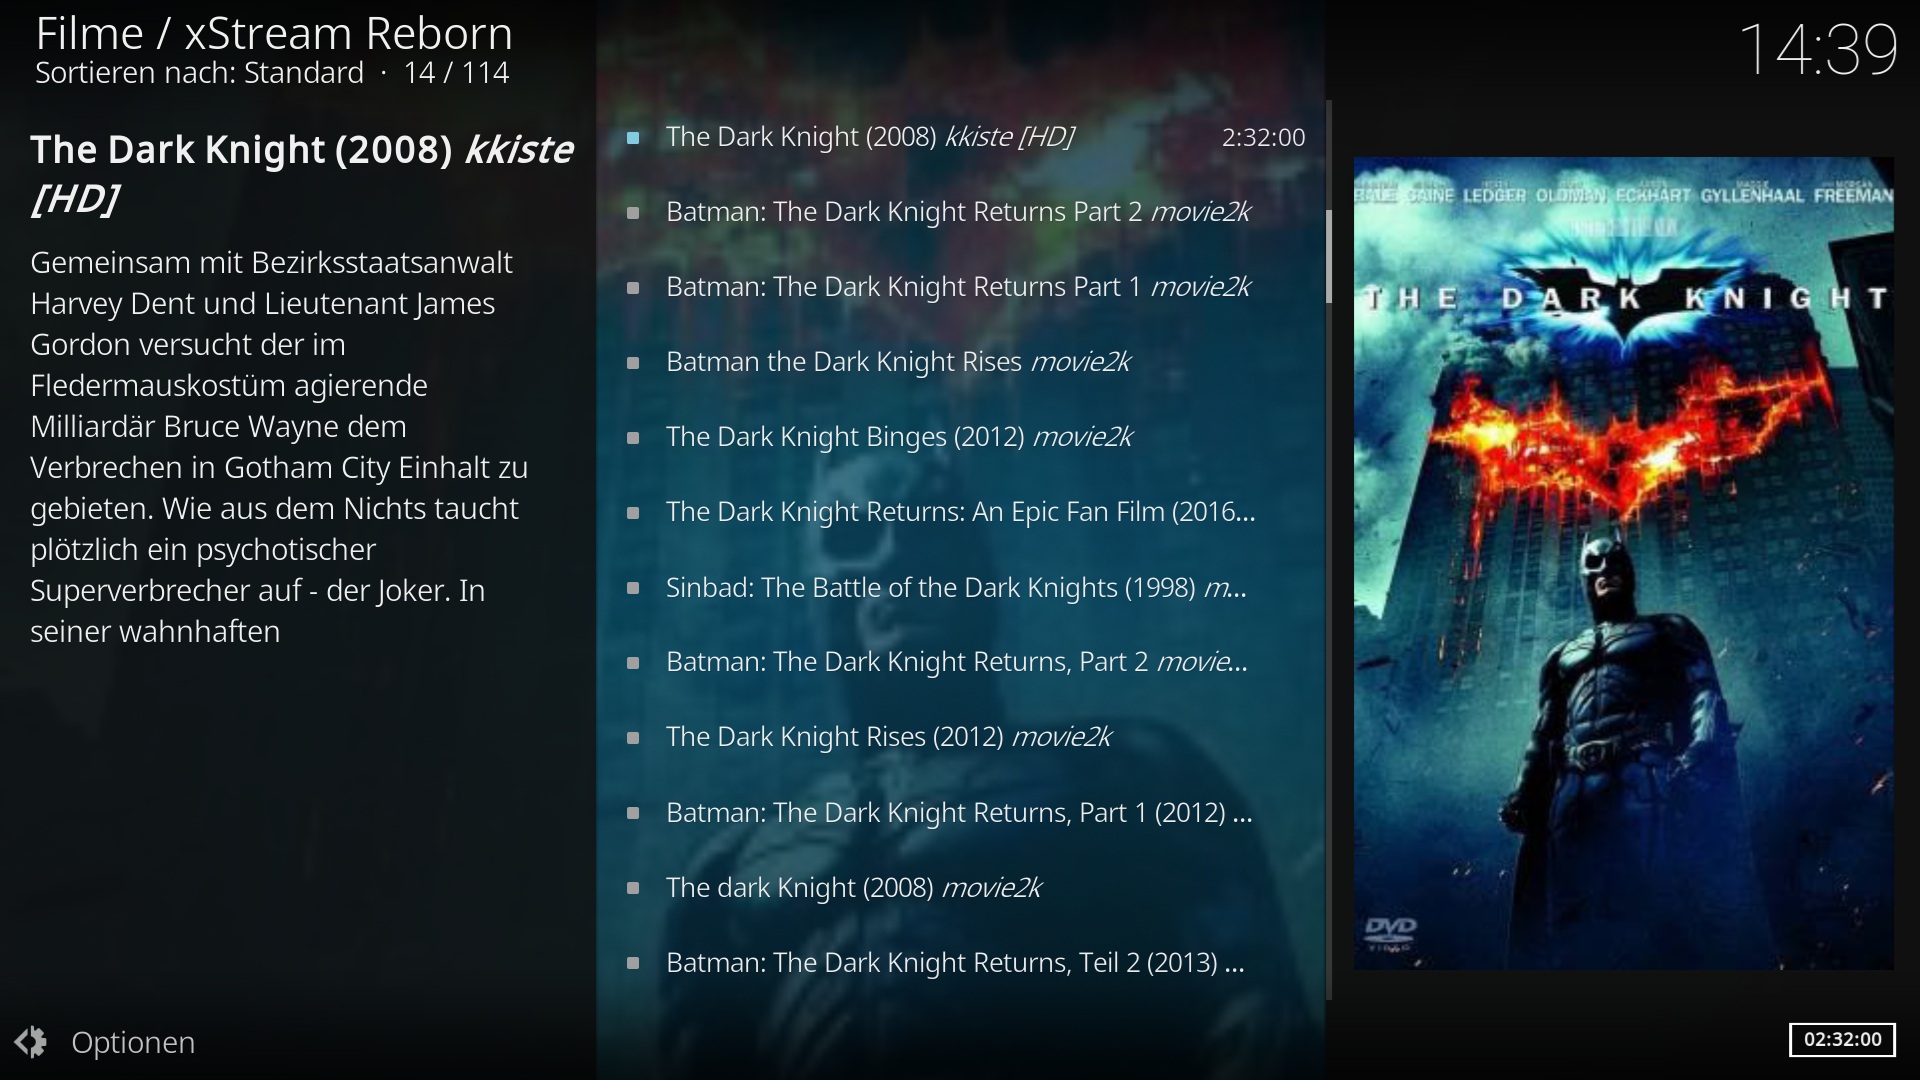 Filme / xStream Reborn
Sortieren nach: Standard · 14 / 114
14:39
The Dark Knight (2008) kkiste
[HD]
Gemeinsam mit Bezirksstaatsanwalt
Harvey Dent und Lieutenant James
Gordon versucht der im
Fledermauskostüm agierende
Milliardär Bruce Wayne dem
Verbrechen in Gotham City Einhalt zu
gebieten. Wie aus dem Nichts taucht
plötzlich ein psychotischer
Superverbrecher auf - der Joker. In
seiner wahnhaften
The Dark Knight (2008) kkiste [HD] 2:32:00
Batman: The Dark Knight Returns Part 2 movie2k
Batman: The Dark Knight Returns Part 1 movie2k
Batman the Dark Knight Rises movie2k
The Dark Knight Binges (2012) movie2k
The Dark Knight Returns: An Epic Fan Film (2016...
Sinbad: The Battle of the Dark Knights (1998) m...
Batman: The Dark Knight Returns, Part 2 movie...
The Dark Knight Rises (2012) movie2k
Batman: The Dark Knight Returns, Part 1 (2012) ...
The dark Knight (2008) movie2k
Batman: The Dark Knight Returns, Teil 2 (2013) ...
BALE CAINE LEDGER OLDMAN ECKHART GYLLENHAAL FREEMAN
THE DARK KNIGHT
DVD
VIDEO
Optionen
02:32:00